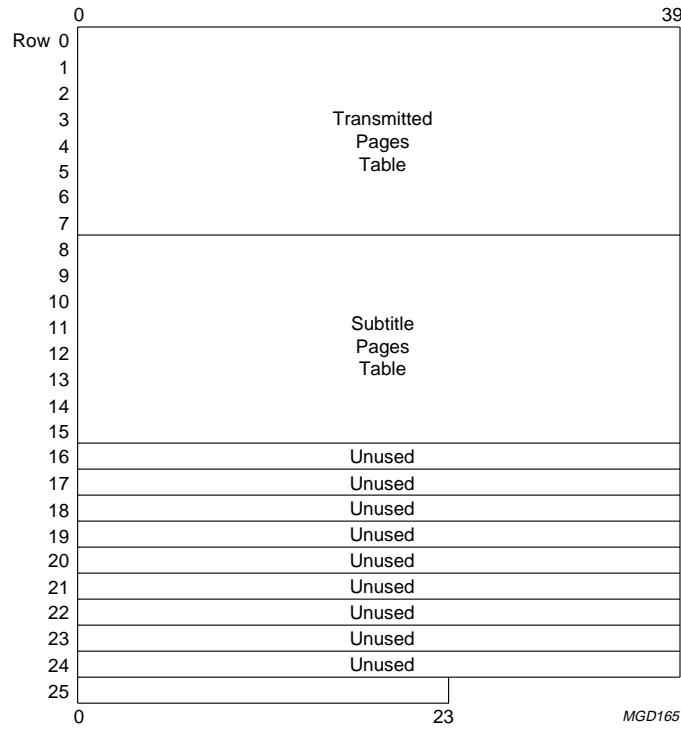 0 39
Row 0
1
2
3 Transmitted
4 Pages
5 Table
6
7
8
9
10
11 Subtitle
12 Pages
13 Table
14
15
16 Unused
17 Unused
18 Unused
19 Unused
20 Unused
21 Unused
22 Unused
23 Unused
24 Unused
25
0 23 MGD165